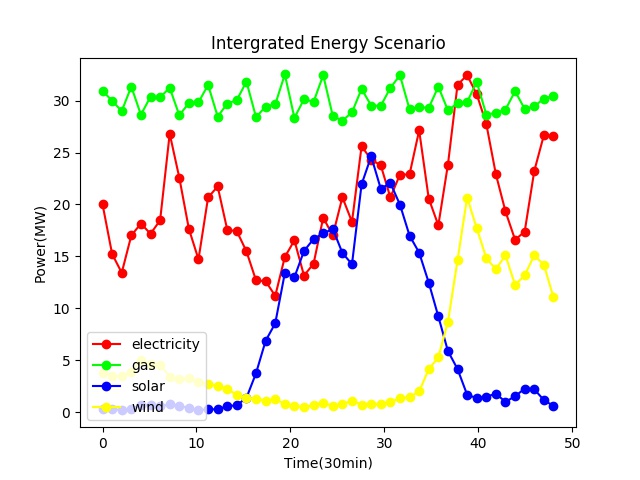 Intergrated Energy Scenario
Power(MW)
30
25
20
15
10
5
0
electricity
gas
solar
wind
0 10 20 30 40 50
Time(30min)